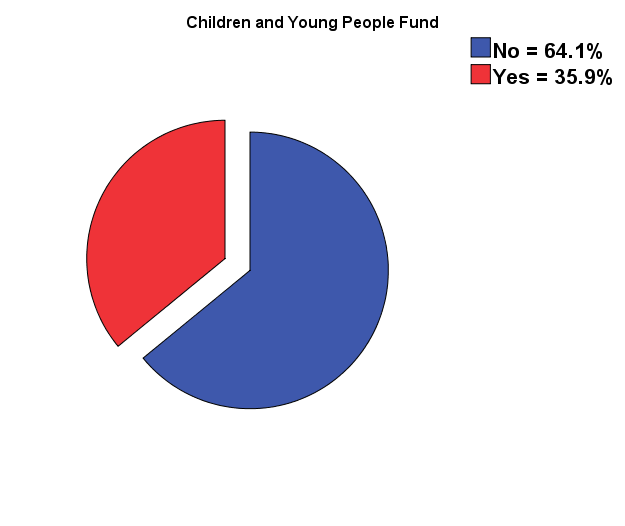 Children and Young People Fund
No = 64.1%
Yes = 35.9%